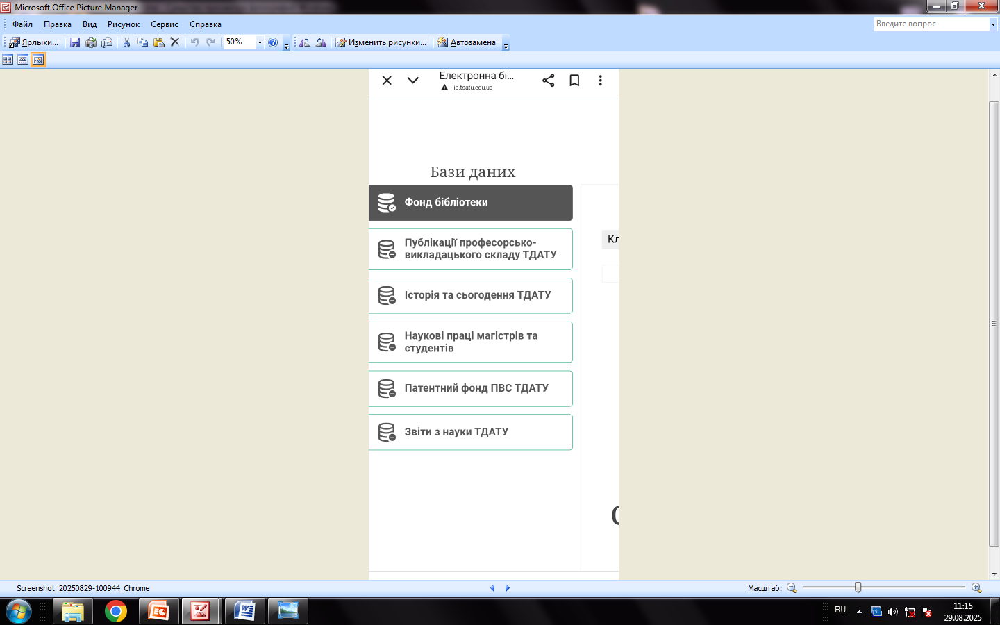 Microsoft Office Picture Manager
Файл Правка Вид Рисунок Сервис Справка
Введите вопрос
Ярлыки... 50% Изменить рисунки... Автозамена
Електронна бі...
lib.tsatu.edu.ua
Бази даних
Фонд бібліотеки
Кл
Публікації професорсько-
викладацького складу ТДАТУ
Історія та сьогодення ТДАТУ
Наукові праці магістрів та
студентів
Патентний фонд ПВС ТДАТУ
Звіти з науки ТДАТУ
Screenshot_20250829-100944_Chrome
Масштаб:
RU
11:15
29.08.2025